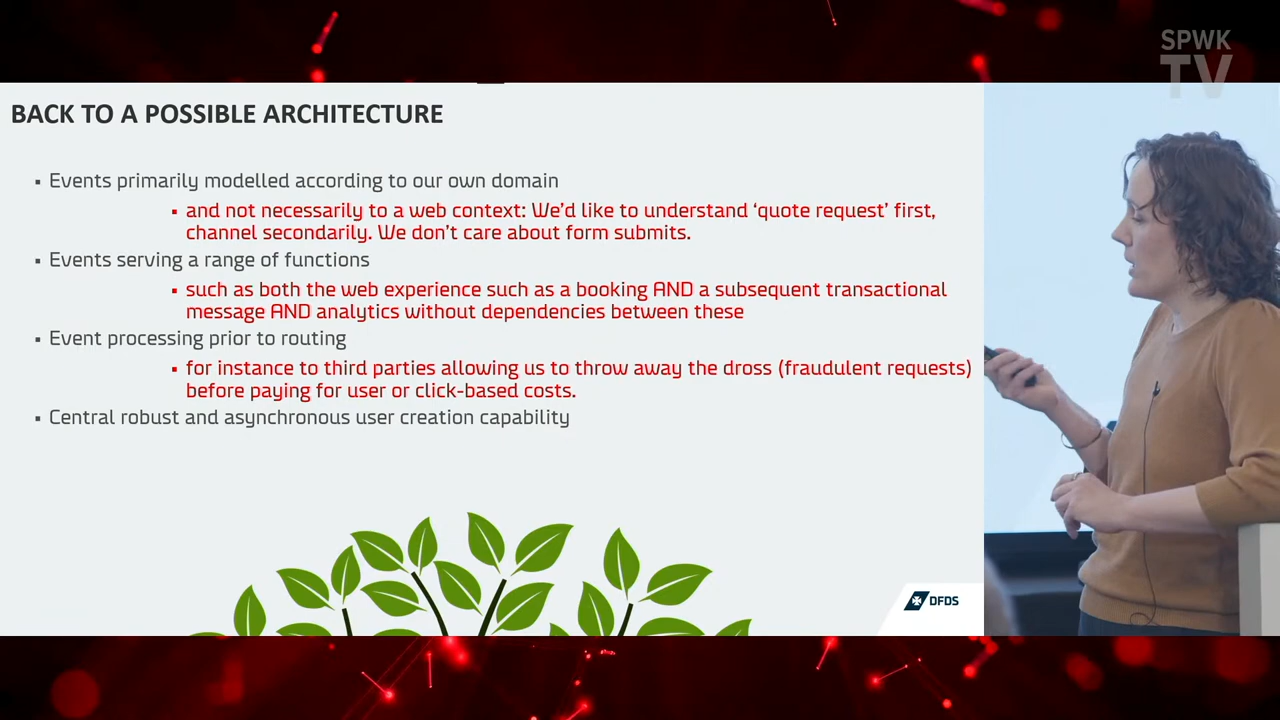 SPWK
TV
BACK TO A POSSIBLE ARCHITECTURE
▪ Events primarily modelled according to our own domain
▪ and not necessarily to a web context: We'd like to understand ‘quote request’ first,
channel secondarily. We don't care about form submits.
▪ Events serving a range of functions
▪ such as both the web experience such as a booking AND a subsequent transactional
message AND analytics without dependencies between these
▪ Event processing prior to routing
▪ for instance to third parties allowing us to throw away the dross (fraudulent requests)
before paying for user or click-based costs.
▪ Central robust and asynchronous user creation capability
DFDS